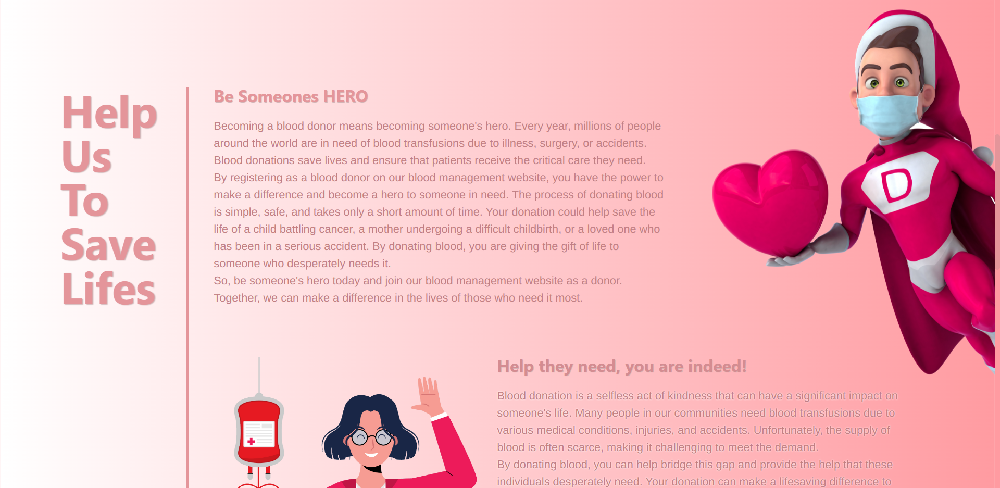 Help
Us
To
Save
Lifes
Be Someones HERO
Becoming a blood donor means becoming someone's hero. Every year, millions of people
around the world are in need of blood transfusions due to illness, surgery, or accidents.
Blood donations save lives and ensure that patients receive the critical care they need.
By registering as a blood donor on our blood management website, you have the power to
make a difference and become a hero to someone in need. The process of donating blood
is simple, safe, and takes only a short amount of time. Your donation could help save the
life of a child battling cancer, a mother undergoing a difficult childbirth, or a loved one who
has been in a serious accident. By donating blood, you are giving the gift of life to
someone who desperately needs it.
So, be someone's hero today and join our blood management website as a donor.
Together, we can make a difference in the lives of those who need it most.
D
Help they need, you are indeed!
Blood donation is a selfless act of kindness that can have a significant impact on
someone's life. Many people in our communities need blood transfusions due to
various medical conditions, injuries, and accidents. Unfortunately, the supply of
blood is often scarce, making it challenging to meet the demand.
By donating blood, you can help bridge this gap and provide the help that these
individuals desperately need. Your donation can make a lifesaving difference to